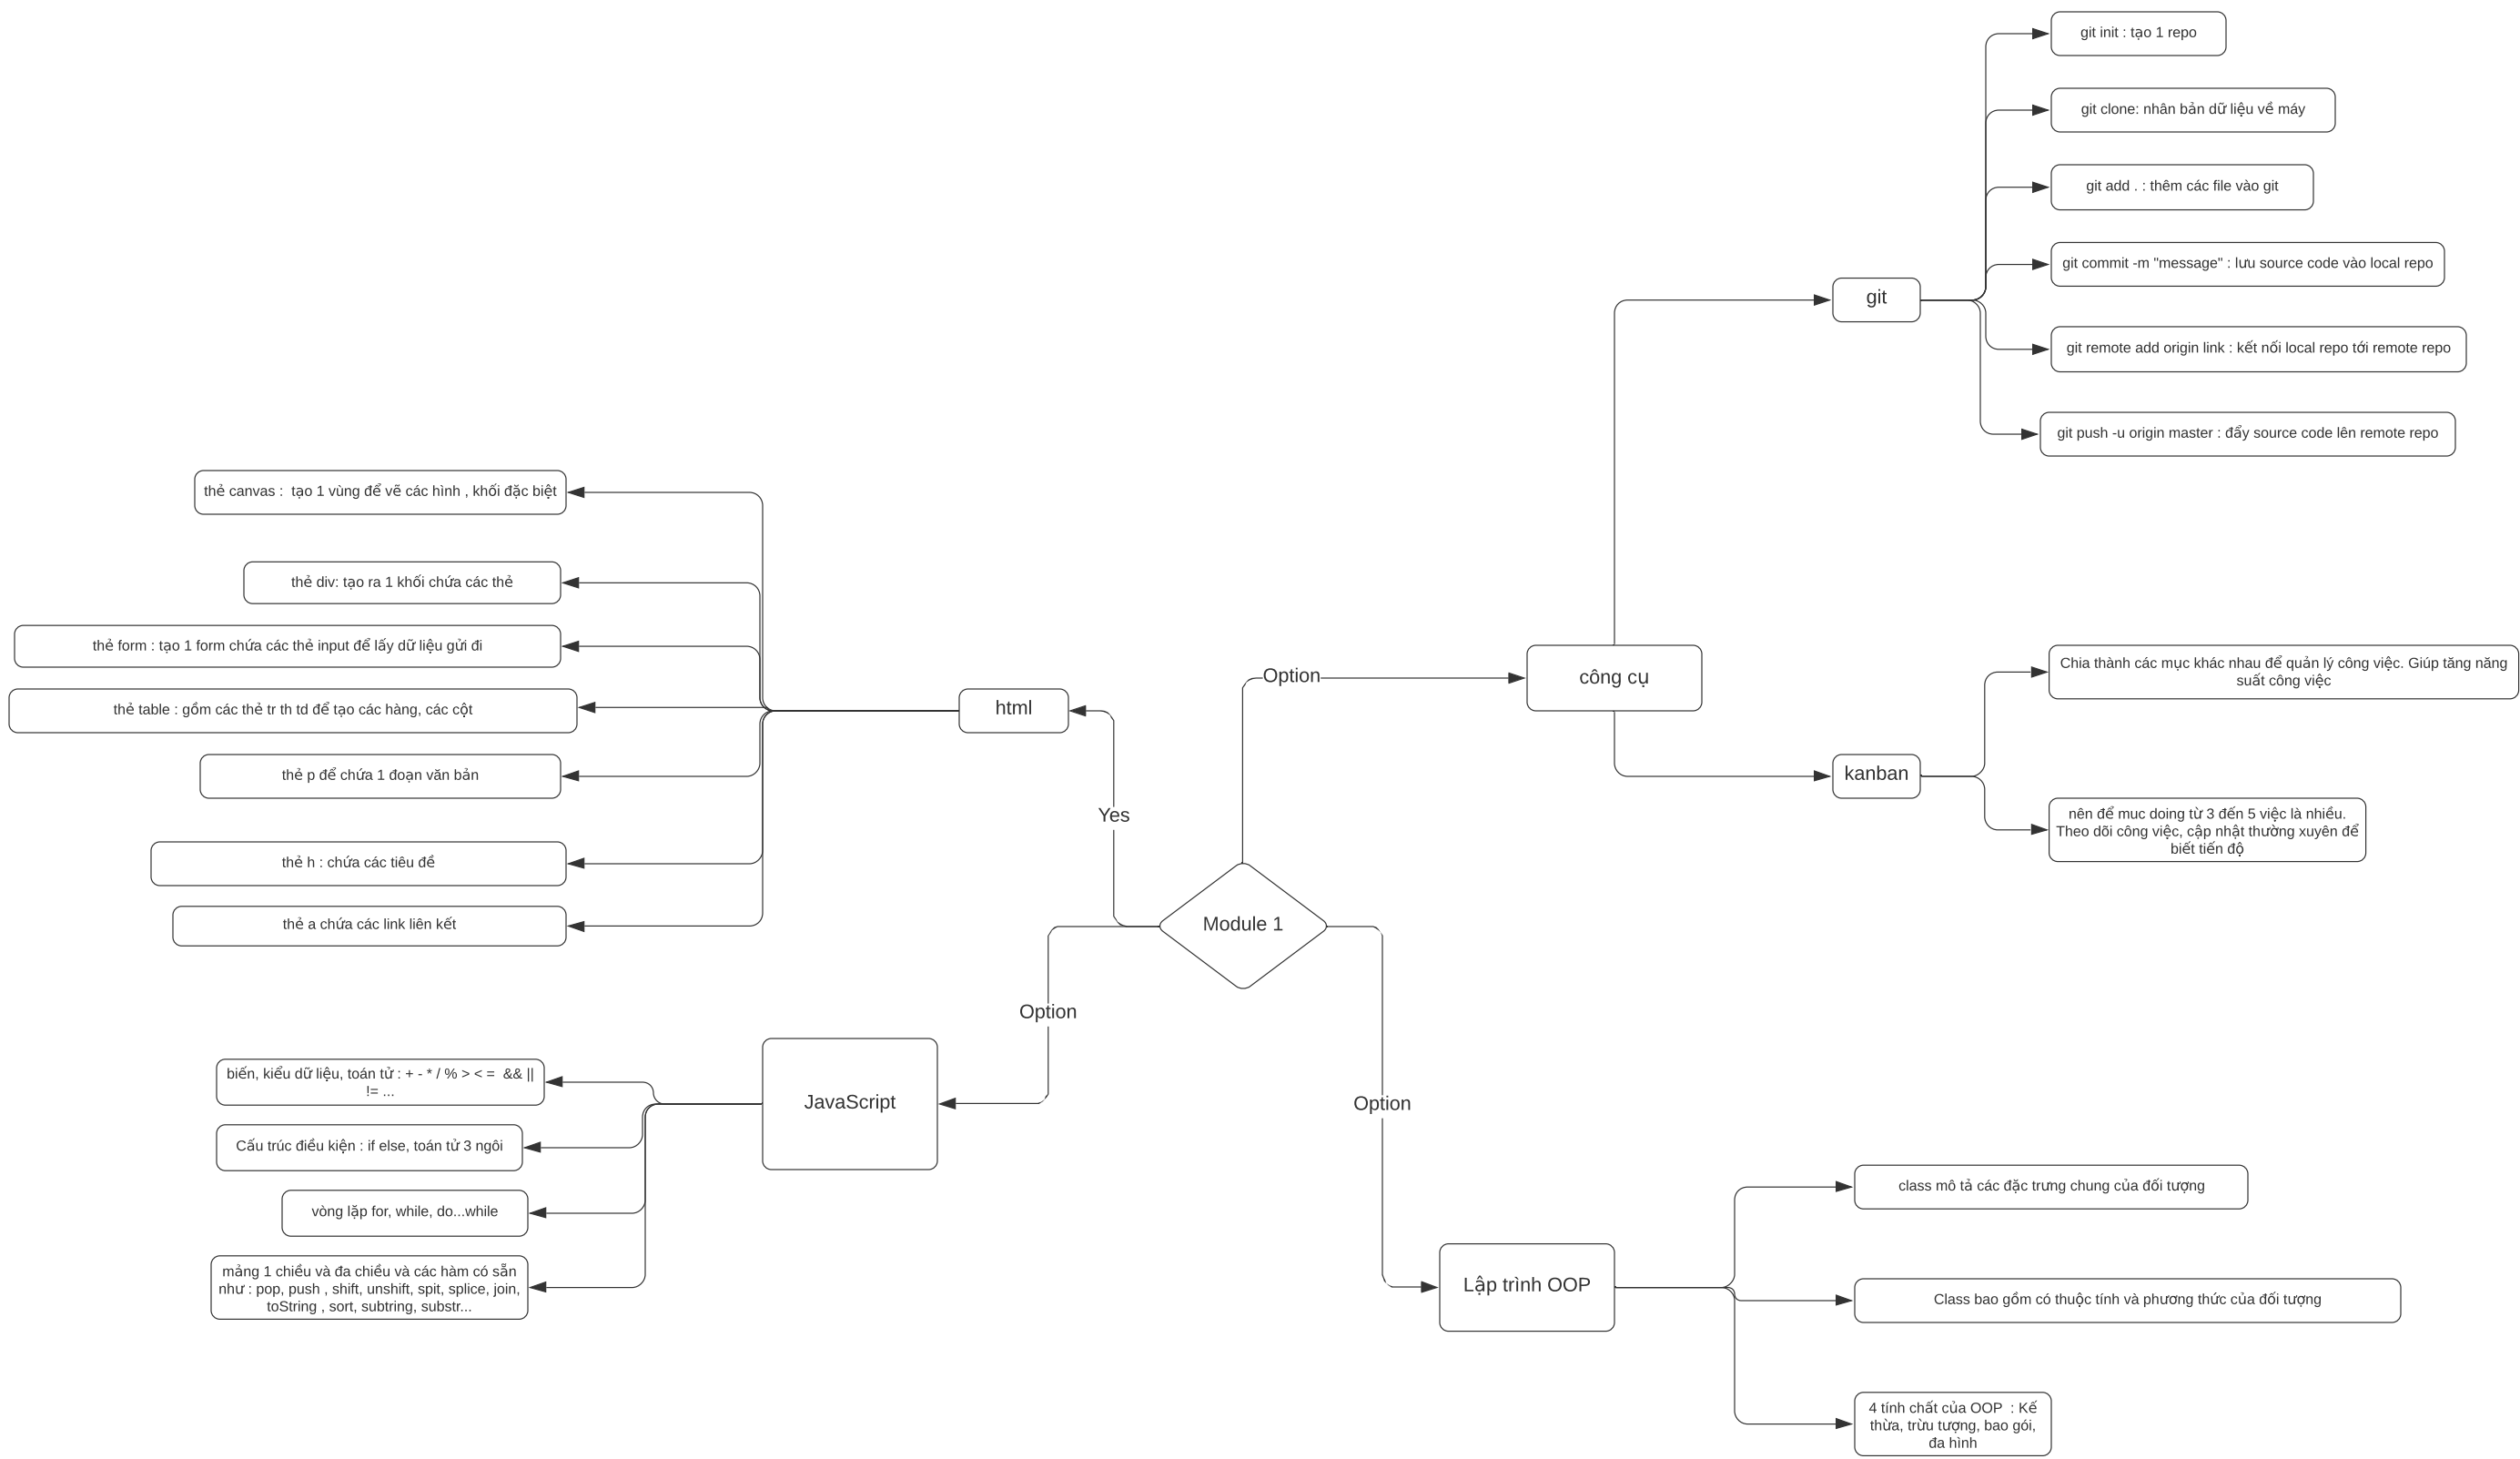 git init : tạo 1 repo
git clone: nhân bản dữ liệu về máy
git add . : thêm các file vào git
git commit -m "message" : lưu source code vào local repo
git
git remote add origin link : kết nối local repo tới remote repo
git push -u origin master : đẩy source code lên remote repo
thẻ canvas :  tạo 1 vùng để vẽ các hình , khối đặc biệt
thẻ div: tạo ra 1 khối chứa các thẻ
thẻ form : tạo 1 form chứa các thẻ input để lấy dữ liệu gửi đi
thẻ table : gồm các thẻ tr th td để tạo các hàng, các cột
html
thẻ p để chứa 1 đoạn văn bản
thẻ h : chứa các tiêu đề
thẻ a chứa các link liên kết
Option
công cụ
Chia thành các mục khác nhau để quản lý công việc. Giúp tăng năng
suất công việc
kanban
nên để muc doing từ 3 đến 5 việc là nhiều.
Theo dõi công việc, cập nhật thường xuyên để
biết tiến độ
Yes
Module 1
Option
JavaScript
biến, kiểu dữ liệu, toán tử : + - * / % > < =  && ||
!= ...
Cấu trúc điều kiện : if else, toán tử 3 ngôi
vòng lặp for, while, do...while
mảng 1 chiều và đa chiều và các hàm có sẵn
như : pop, push , shift, unshift, spit, splice, join,
toString , sort, subtring, substr...
Option
Lập trình OOP
class mô tả các đặc trưng chung của đối tượng
Class bao gồm có thuộc tính và phương thức của đối tượng
4 tính chất của OOP  : Kế
thừa, trừu tượng, bao gói,
đa hình